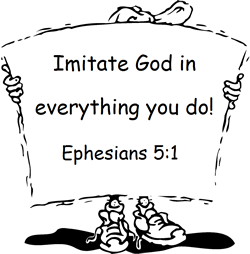 Imitate God in
everything you do!
Ephesians 5:1